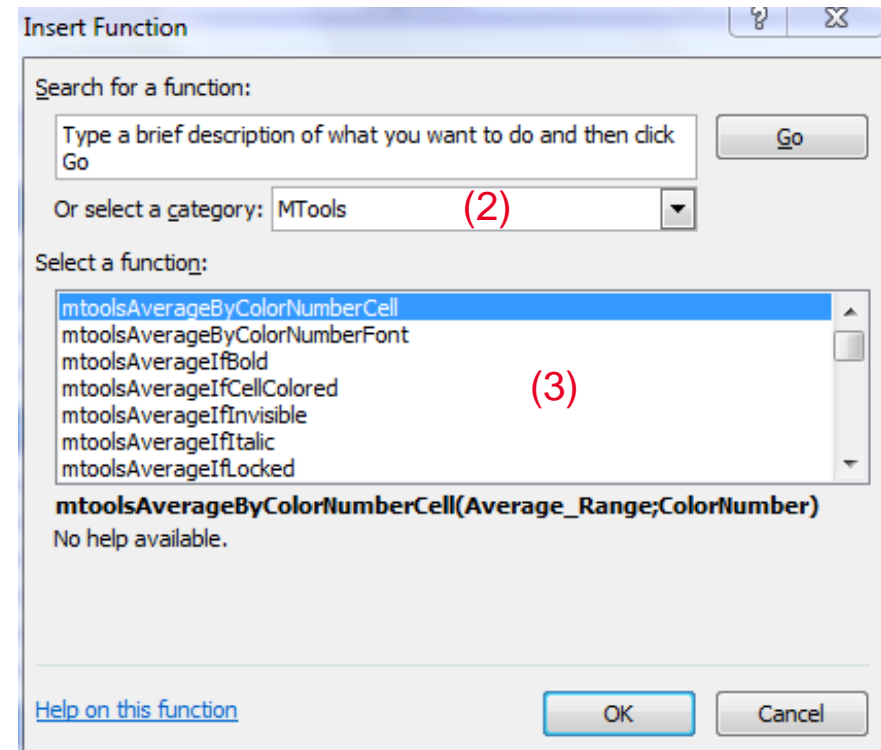 Insert Function
Search for a function:
Type a brief description of what you want to do and then click
Go
Go
Or select a category: MTools (2)
Select a function:
mtoolsAverageByColorNumberCell
mtoolsAverageByColorNumberFont
mtoolsAverageIfBold
mtoolsAverageIfCellColored
(3)
mtoolsAverageIfInvisible
mtoolsAverageIfItalic
mtoolsAverageIfLocked
mtoolsAverageByColorNumberCell(Average_Range;ColorNumber)
No help available.
Help on this function
OK
Cancel